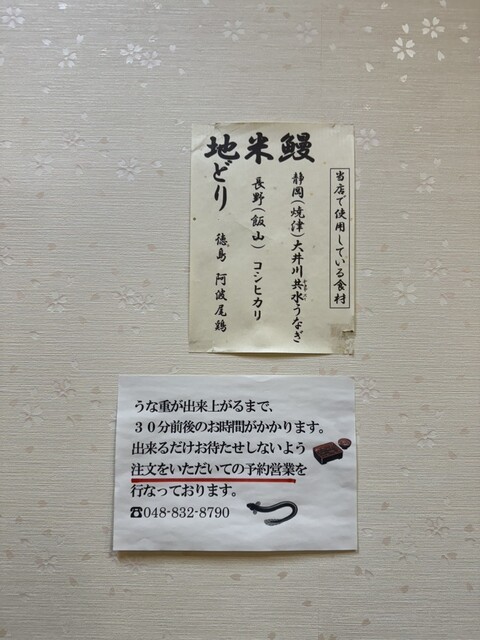 当店で使用している食材
鰻
静岡(焼津)大井川共水うなぎ
米
長野(飯山) コシヒカリ
地どり
徳島 阿波尾鶏
うな重が出来上がるまで、
３０分前後のお時間がかかります。
出来るだけお待たせしないよう
注文をいただいての予約営業を
行なっております。
☎048-832-8790